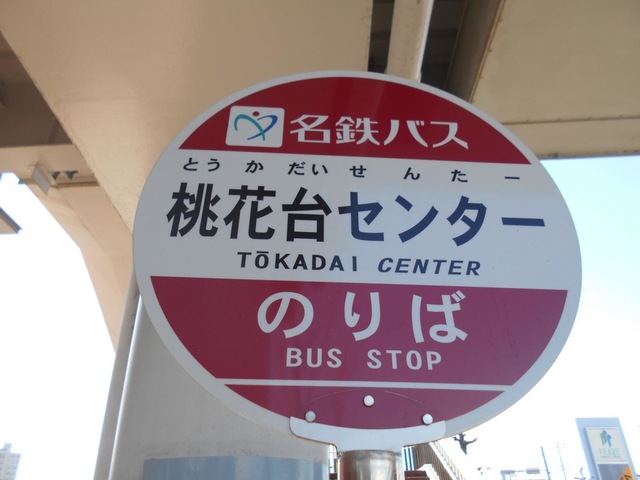 名鉄バス
とうかだいせんたー
桃花台センター
TŌKADAI CENTER
のりば
BUS STOP